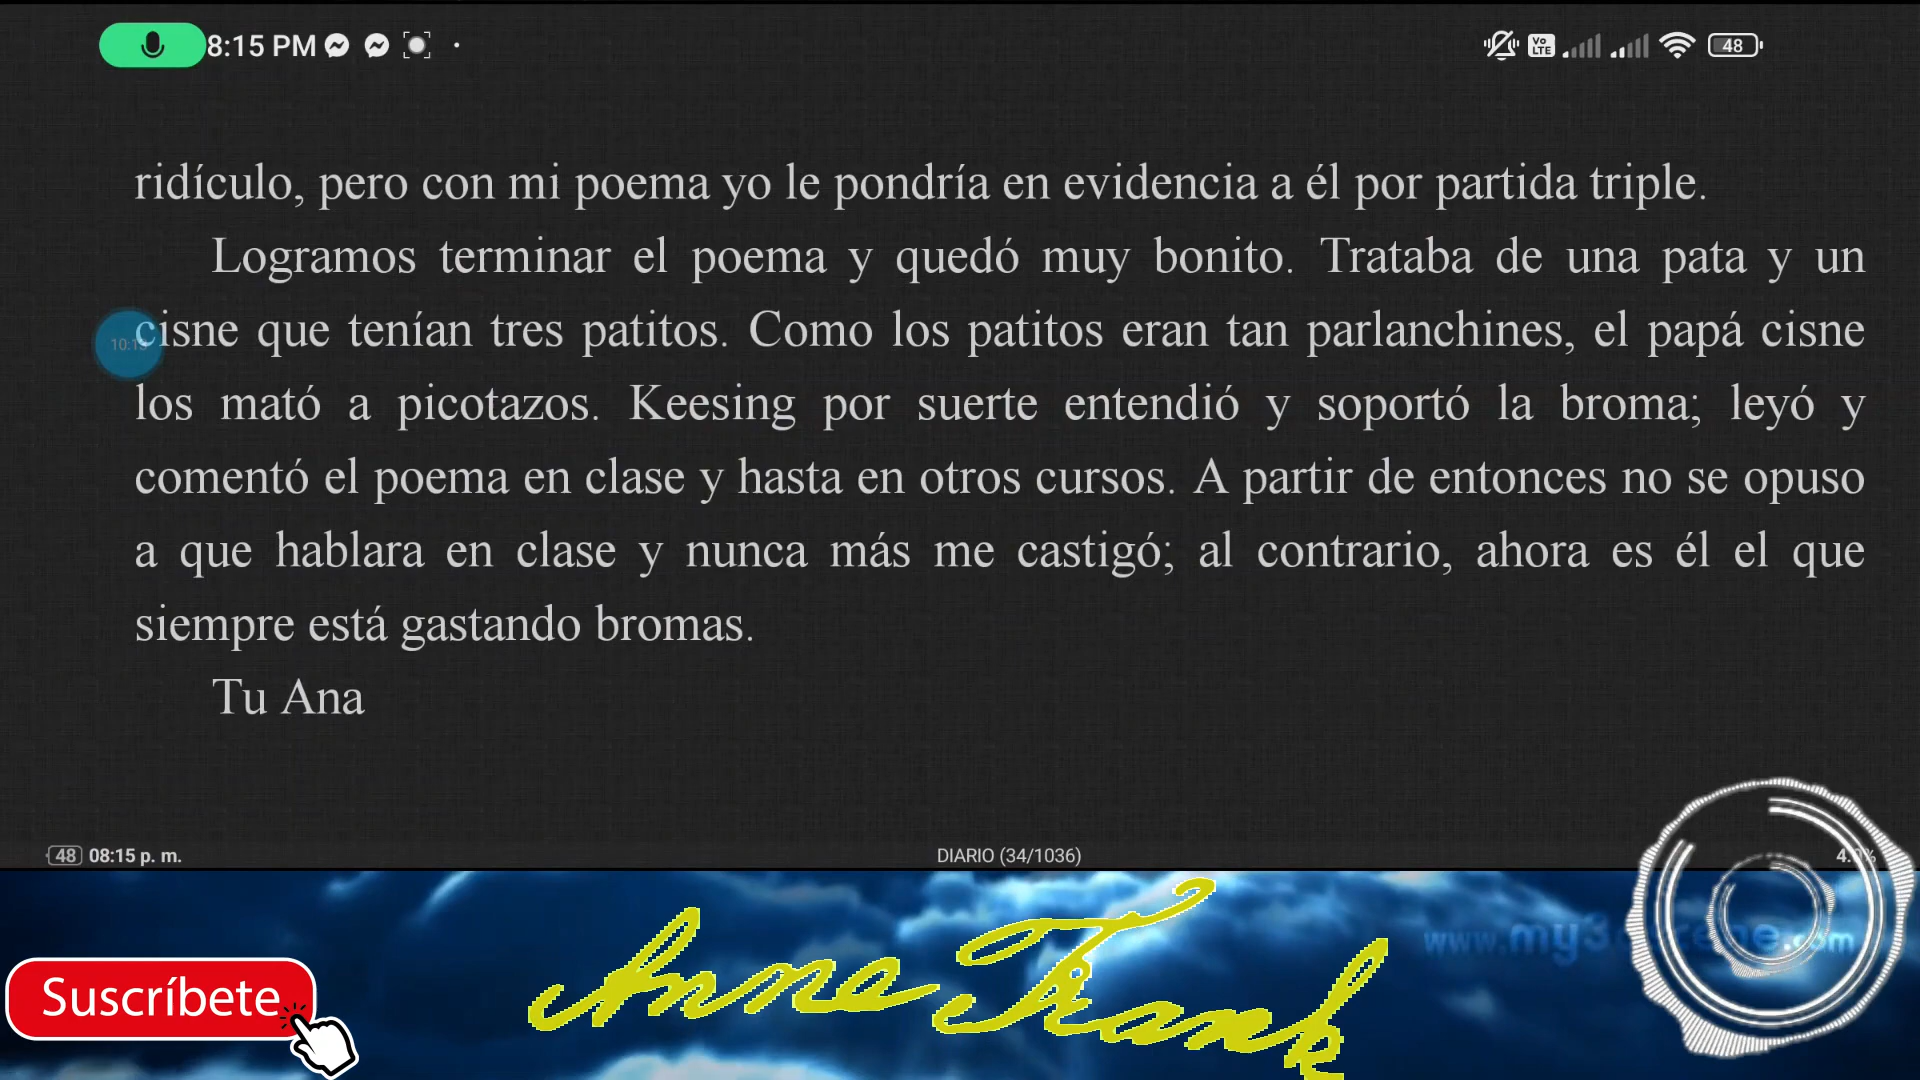 8:15 PM
Vo LTE
48
ridículo, pero con mi poema yo le pondría en evidencia a él por partida triple.
Logramos terminar el poema y quedó muy bonito. Trataba de una pata y un
cisne que tenían tres patitos. Como los patitos eran tan parlanchines, el papá cisne
los mató a picotazos. Keesing por suerte entendió y soportó la broma; leyó y
comentó el poema en clase y hasta en otros cursos. A partir de entonces no se opuso
a que hablara en clase y nunca más me castigó; al contrario, ahora es él el que
siempre está gastando bromas.
Tu Ana
48 08:15 p. m.
DIARIO (34/1036)
Anne Frank
Suscríbete